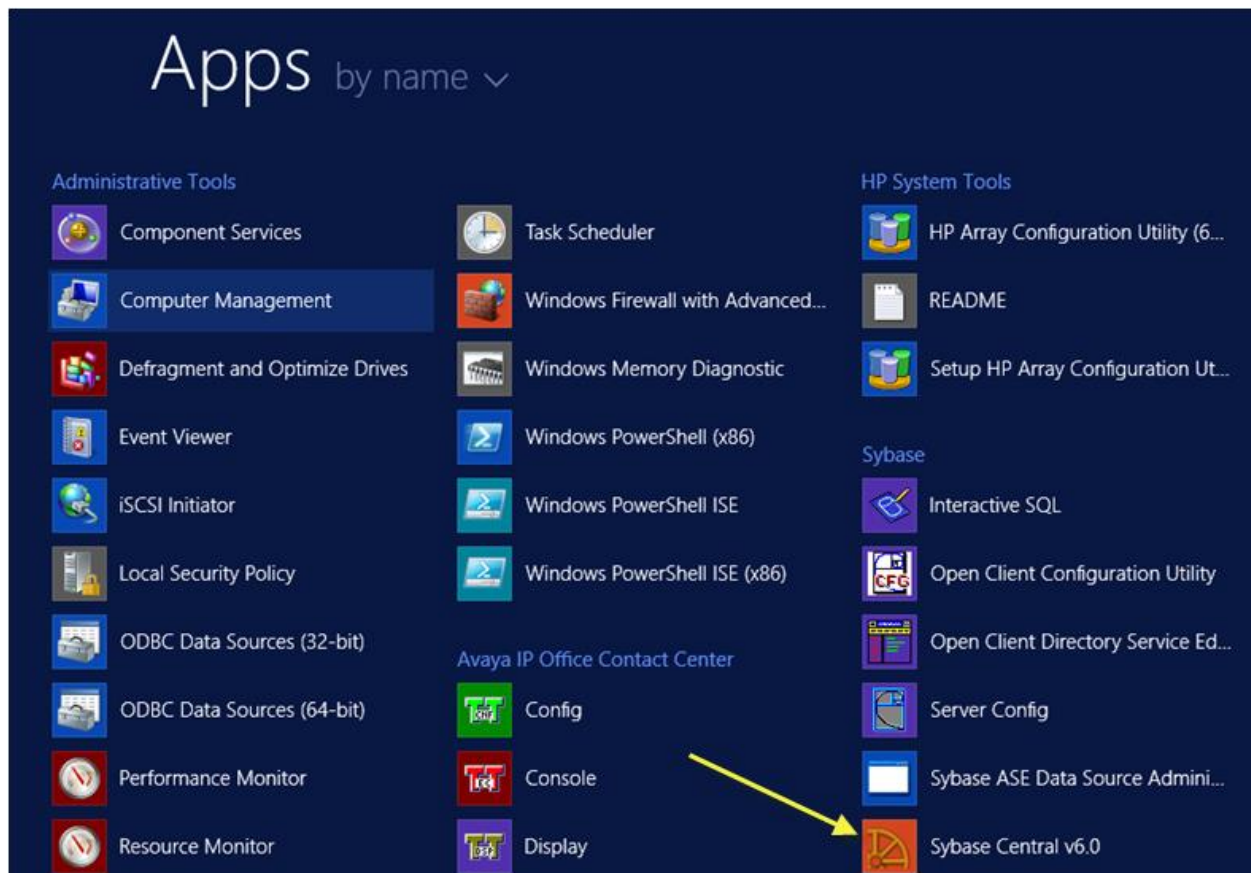 Apps by name
Administrative Tools
Component Services
Computer Management
Defragment and Optimize Drives
Event Viewer
iSCSI Initiator
Local Security Policy
ODBC Data Sources (32-bit)
ODBC Data Sources (64-bit)
Performance Monitor
Resource Monitor
Task Scheduler
Windows Firewall with Advanced...
Windows Memory Diagnostic
Windows PowerShell (x86)
Windows PowerShell ISE
Windows PowerShell ISE (x86)
Avaya IP Office Contact Center
Config
Console
Display
HP System Tools
HP Array Configuration Utility (6...
README
Setup HP Array Configuration Ut...
Sybase
Interactive SQL
CFG
Open Client Configuration Utility
Open Client Directory Service Ed...
Server Config
Sybase ASE Data Source Admini...
Sybase Central v6.0